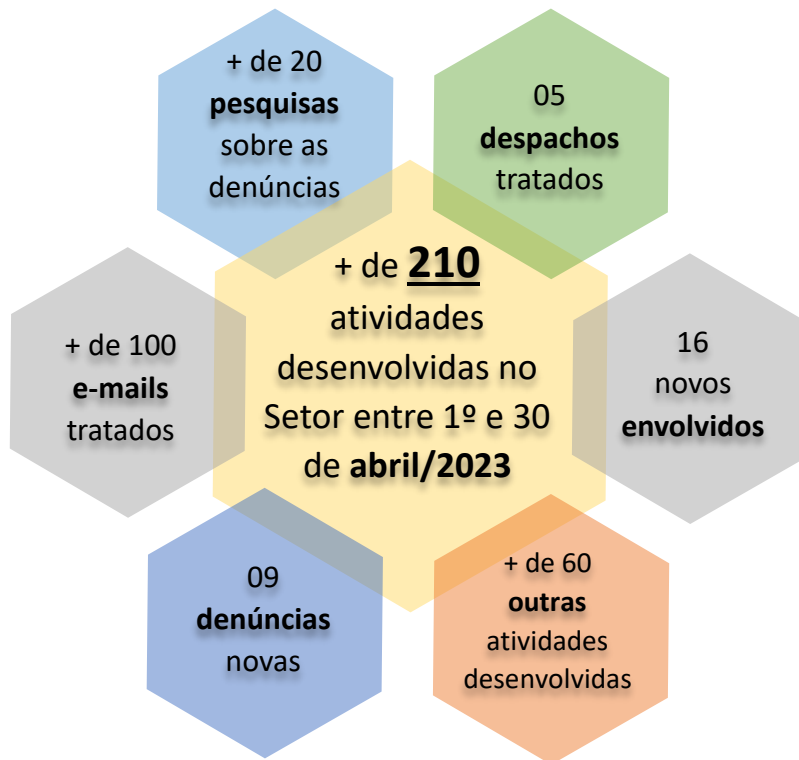 + de 20
pesquisas
sobre as
denúncias
05
despachos
tratados
+ de 210
atividades
desenvolvidas no
Setor entre 1º e 30
de abril/2023
+ de 100
e-mails
tratados
16
novos
envolvidos
09
denúncias
novas
+ de 60
outras
atividades
desenvolvidas